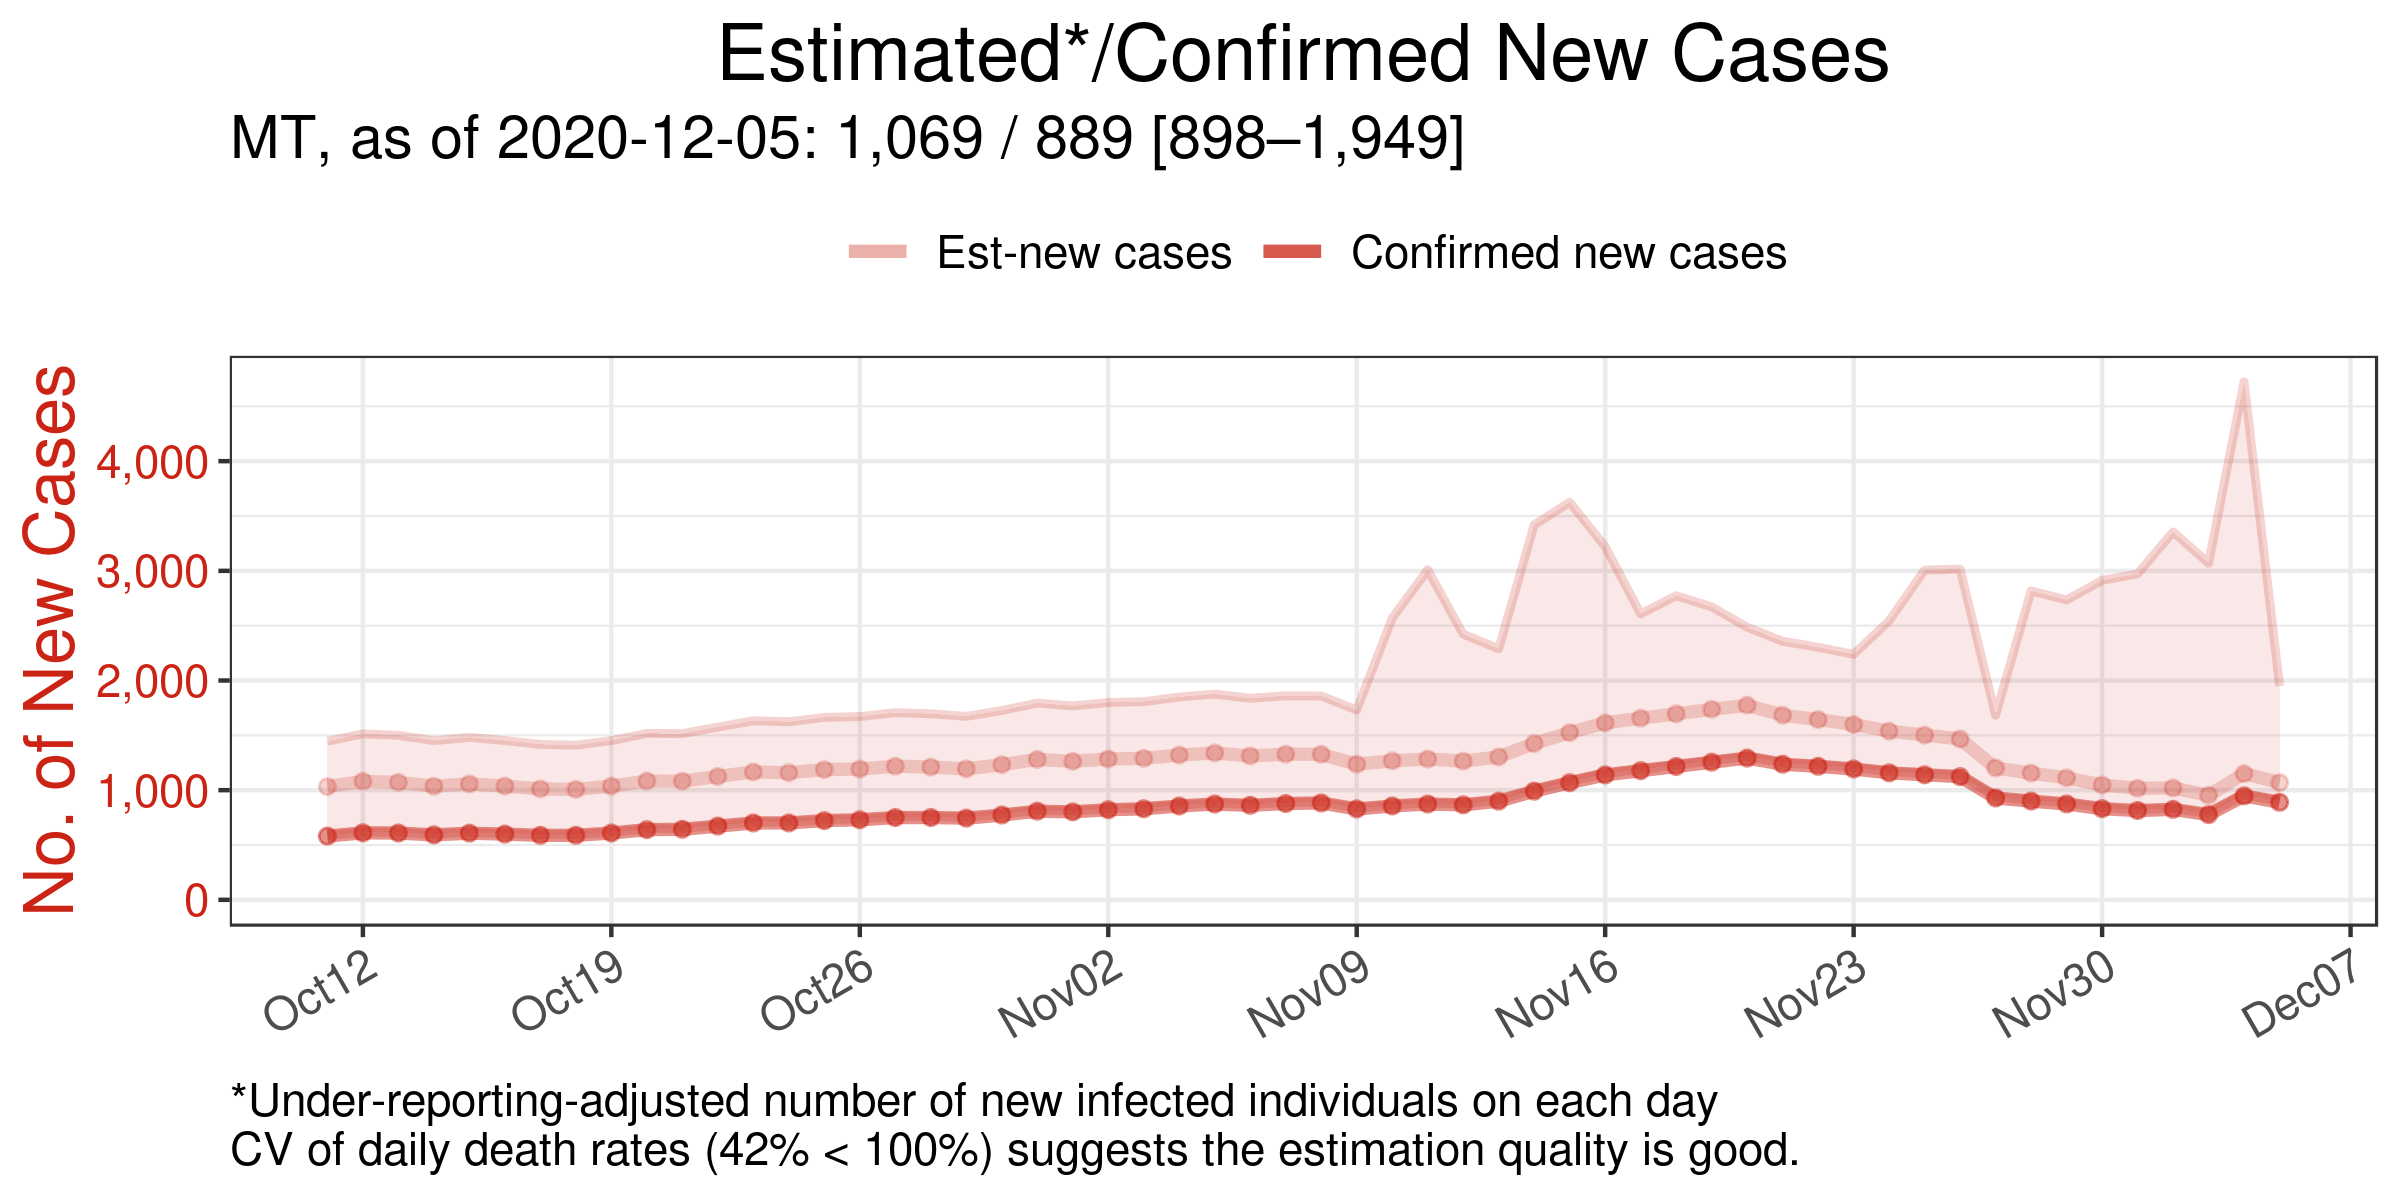 Estimated*/Confirmed New Cases
MT, as of 2020-12-05: 1,069 / 889 [898–1,949]
Est-new cases
Confirmed new cases
No. of New Cases
4,000
3,000
2,000
1,000
0
Oct12
Oct19
Oct26
Nov02
Nov09
Nov16
Nov23
Nov30
Dec07
*Under-reporting-adjusted number of new infected individuals on each day
CV of daily death rates (42% < 100%) suggests the estimation quality is good.